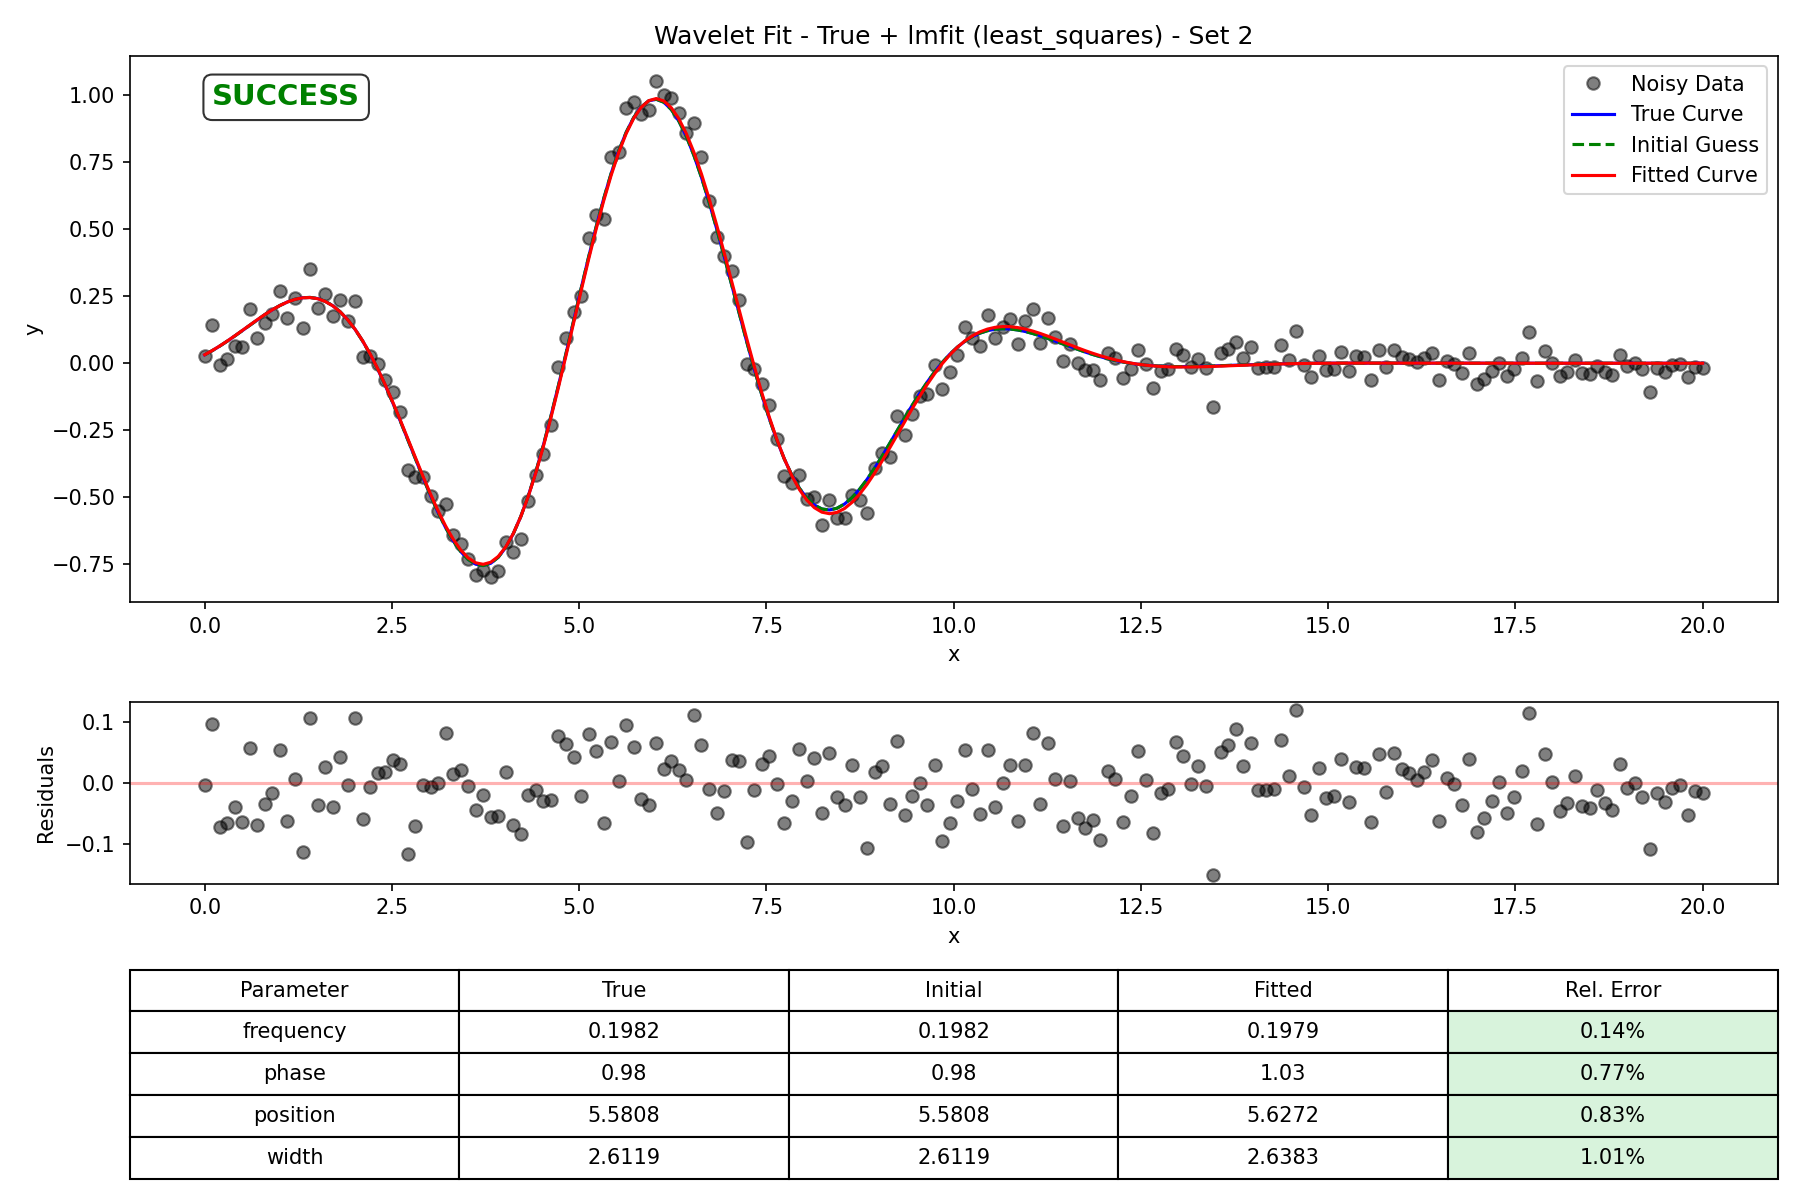 Wavelet Fit - True + lmfit (least_squares) - Set 2
SUCCESS
Noisy Data
True Curve
Initial Guess
Fitted Curve
1.00
0.75
0.50
0.25
0.00
−0.25
−0.50
−0.75
y
0.0 2.5 5.0 7.5 10.0 12.5 15.0 17.5 20.0
x
0.1
0.0
−0.1
Residuals
0.0 2.5 5.0 7.5 10.0 12.5 15.0 17.5 20.0
x
Parameter True Initial Fitted Rel. Error
frequency 0.1982 0.1982 0.1979 0.14%
phase 0.98 0.98 1.03 0.77%
position 5.5808 5.5808 5.6272 0.83%
width 2.6119 2.6119 2.6383 1.01%